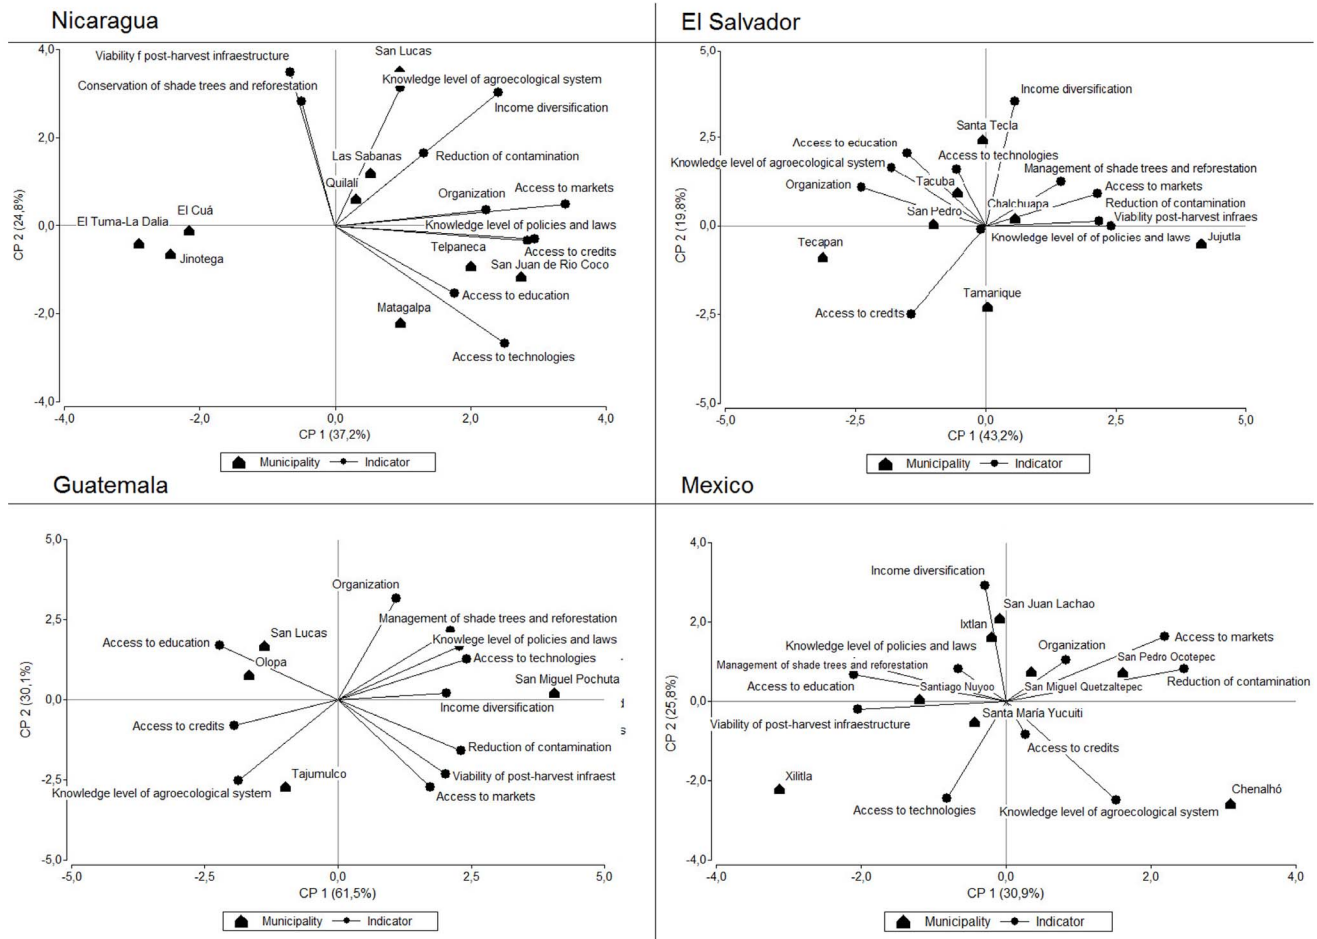 Nicaragua
4,0
Viability f post-harvest infraestructure
San Lucas
Conservation of shade trees and reforestation
Knowledge level of agroecological system
Income diversification
2,0
Las Sabanas
Reduction of contamination
Quilalí
Organization
Access to markets
El Cuá
El Tuma-La Dalia
0,0
Knowledge level of policies and laws
Telpaneca
Access to credits
Jinotega
San Juan de Rio Coco
Access to education
Matagalpa
-2,0
Access to technologies
-4,0
-4,0 -2,0 0,0 2,0 4,0
CP 1 (37,2%)
CP 2 (24,8%)
Municipality Indicator
El Salvador
5,0
Income diversification
2,5
Santa Tecla
Access to education
Access to technologies
Knowledge level of agroecological system
Management of shade trees and reforestation
Organization
Tacuba
Access to markets
San Pedro
Chalchuapa
Reduction of contamination
0,0
Viablity post-harvest infraes
Tecapan
Knowledge level of of policies and laws
Jujutla
Tamarique
Access to credits
-2,5
-5,0
-5,0 -2,5 0,0 2,5 5,0
CP 1 (43,2%)
CP 2 (19,8%)
Municipality Indicator
Guatemala
5,0
Organization
2,5
Management of shade trees and reforestation
San Lucas
Access to education
Knowlege level of policies and laws
Olopa
Access to technologies
San Miguel Pochuta
0,0
Income diversification
Access to credits
Reduction of contamination
Tajumulco
Viability of post-harvest infraest
-2,5
Knowledge level of agroecological system
Access to markets
-5,0
-5,0 -2,5 0,0 2,5 5,0
CP 1 (61,5%)
CP 2 (30,1%)
Municipality Indicator
Mexico
4,0
Income diversification
San Juan Lachao
2,0
Ixtlan
Knowledge level of policies and laws
Organization
Access to markets
Management of shade trees and reforestation
San Pedro Ocotepec
Access to education
Santiago Nuyoo
San Miguel Quetzaltepec
Reduction of contamination
0,0
Viability of post-harvest infraestructure
Santa María Yucuiti
Access to credits
Xilitla
-2,0
Chenalhó
Access to technologies
Knowledge level of agroecological system
-4,0
-4,0 -2,0 0,0 2,0 4,0
CP 1 (30,9%)
CP 2 (25,8%)
Municipality Indicator